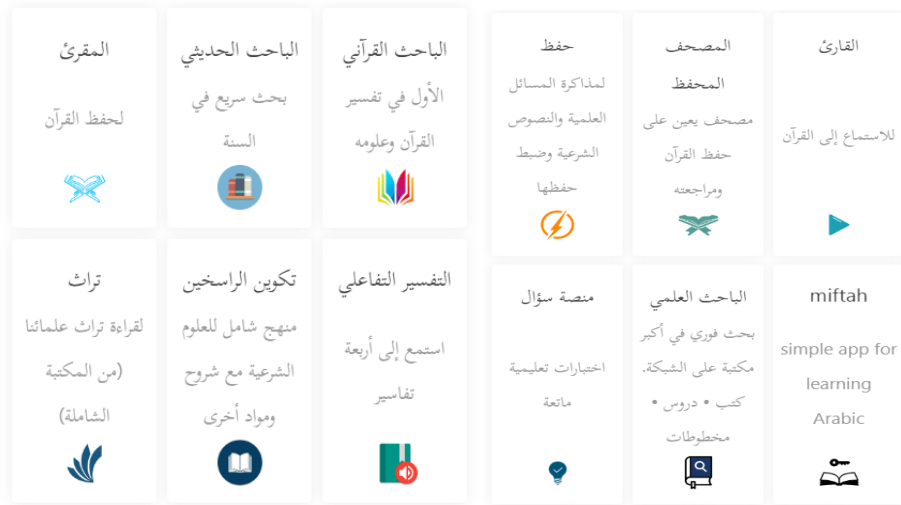 القارئ
للاستماع إلى القرآن
المصحف
المحفظ
مصحف يعين على
حفظ القرآن
ومراجعته
حفظ
لمذاكرة المسائل
العلمية والنصوص
الشرعية وضبط
حفظها
الباحث القرآني
الأول في تفسير
القرآن وعلومه
الباحث الحديثي
بحث سريع في
السنة
المقرئ
لحفظ القرآن
miftah
simple app for
learning
Arabic
الباحث العلمي
بحث فوري في أكبر
مكتبة على الشبكة.
كتب • دروس •
مخطوطات
منصة سؤال
اختبارات تعليمية
ماتعة
التفسير التفاعلي
استمع إلى أربعة
تفاسير
تكوين الراسخين
منهج شامل للعلوم
الشرعية مع شروح
ومواد أخرى
تراث
لقراءة تراث علمائنا
(من المكتبة
الشاملة)